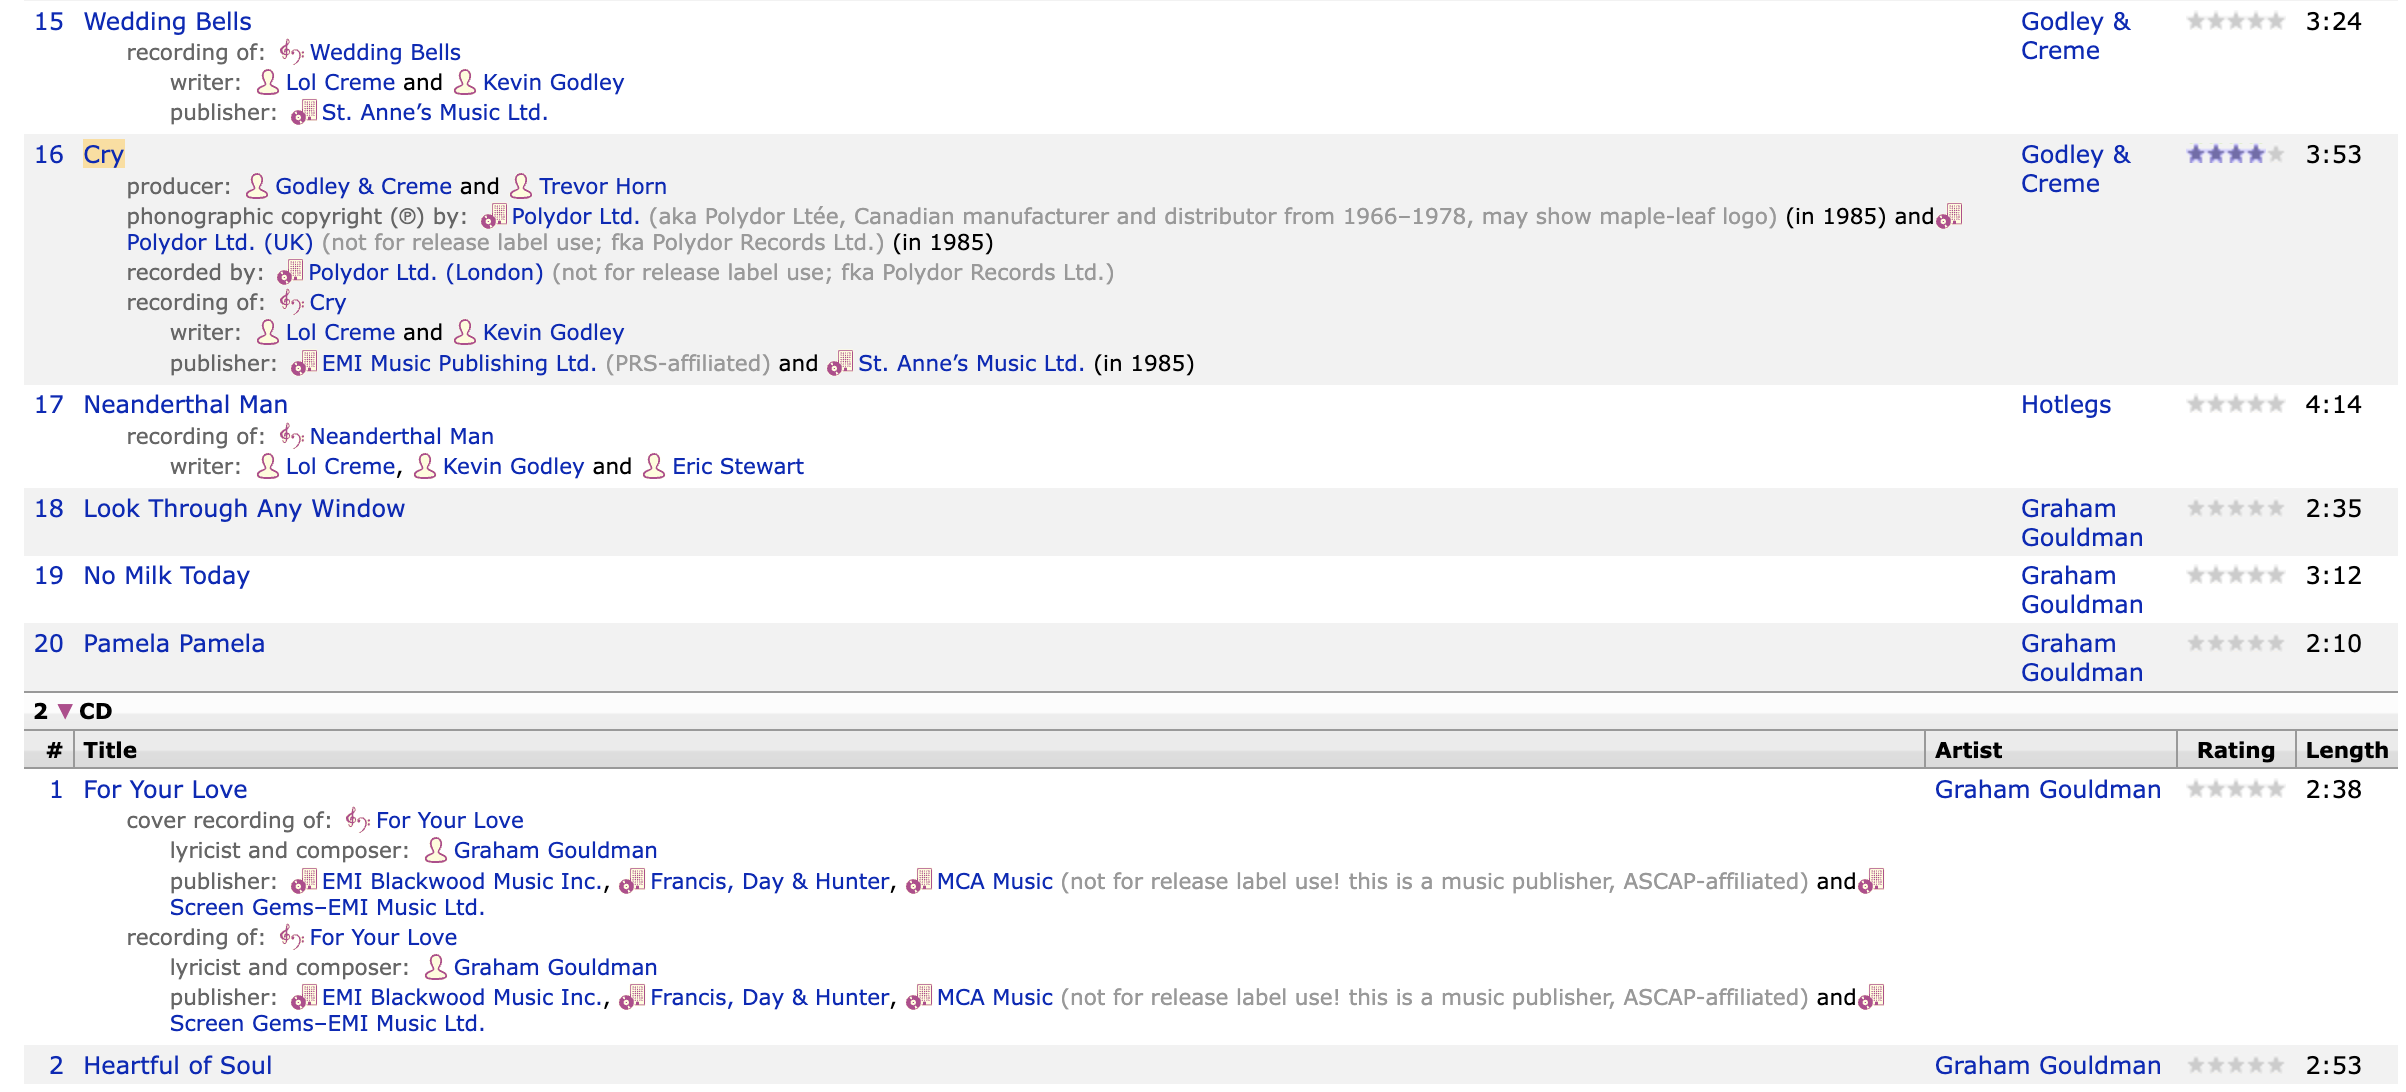 15 Wedding Bells Godley & Creme 3:24
recording of: Wedding Bells
writer: Lol Creme and Kevin Godley
publisher: St. Anne’s Music Ltd.
16 Cry Godley & Creme 3:53
producer: Godley & Creme and Trevor Horn
phonographic copyright (℗) by: Polydor Ltd. (aka Polydor Ltée, Canadian manufacturer and distributor from 1966–1978, may show maple-leaf logo) (in 1985) and
Polydor Ltd. (UK) (not for release label use; fka Polydor Records Ltd.) (in 1985)
recorded by: Polydor Ltd. (London) (not for release label use; fka Polydor Records Ltd.)
recording of: Cry
writer: Lol Creme and Kevin Godley
publisher: EMI Music Publishing Ltd. (PRS-affiliated) and St. Anne’s Music Ltd. (in 1985)
17 Neanderthal Man Hotlegs 4:14
recording of: Neanderthal Man
writer: Lol Creme, Kevin Godley and Eric Stewart
18 Look Through Any Window Graham Gouldman 2:35
19 No Milk Today Graham Gouldman 3:12
20 Pamela Pamela Graham Gouldman 2:10
2 ▼ CD
# Title Artist Rating Length
1 For Your Love Graham Gouldman 2:38
cover recording of: For Your Love
lyricist and composer: Graham Gouldman
publisher: EMI Blackwood Music Inc., Francis, Day & Hunter, MCA Music (not for release label use! this is a music publisher, ASCAP-affiliated) and
Screen Gems–EMI Music Ltd.
recording of: For Your Love
lyricist and composer: Graham Gouldman
publisher: EMI Blackwood Music Inc., Francis, Day & Hunter, MCA Music (not for release label use! this is a music publisher, ASCAP-affiliated) and
Screen Gems–EMI Music Ltd.
2 Heartful of Soul Graham Gouldman 2:53